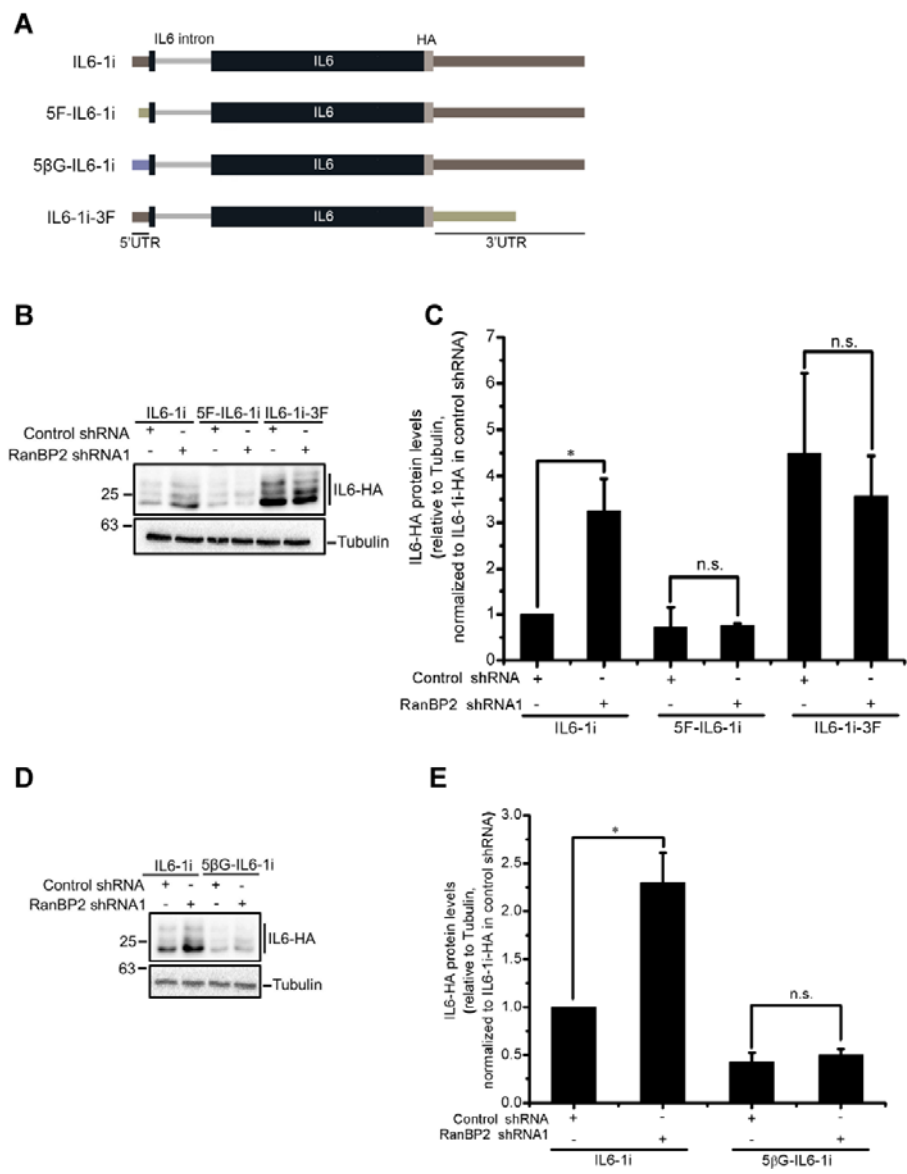 A
IL6 intron
HA
IL6-1i
IL6
5F-IL6-1i
IL6
5βG-IL6-1i
IL6
IL6-1i-3F
IL6
5'UTR
3'UTR
B
IL6-1i 5F-IL6-1i IL6-1i-3F
Control shRNA + - + - + -
RanBP2 shRNA1 - + - + - +
25
IL6-HA
63
Tubulin
C
IL6-HA protein levels
(relative to Tubulin,
normalized to IL6-1i-HA in control shRNA)
7
6
5
4
3
2
1
0
*
n.s.
n.s.
Control shRNA + - + - + -
RanBP2 shRNA1 - + - + - +
IL6-1i 5F-IL6-1i IL6-1i-3F
D
IL6-1i 5βG-IL6-1i
Control shRNA + - + -
RanBP2 shRNA1 - + - +
25
IL6-HA
63
Tubulin
E
IL6-HA protein levels
(relative to Tubulin,
normalized to IL6-1i-HA in control shRNA)
3.0
2.5
2.0
1.5
1.0
0.5
0.0
*
n.s.
Control shRNA + - + -
RanBP2 shRNA1 - + - +
IL6-1i 5βG-IL6-1i